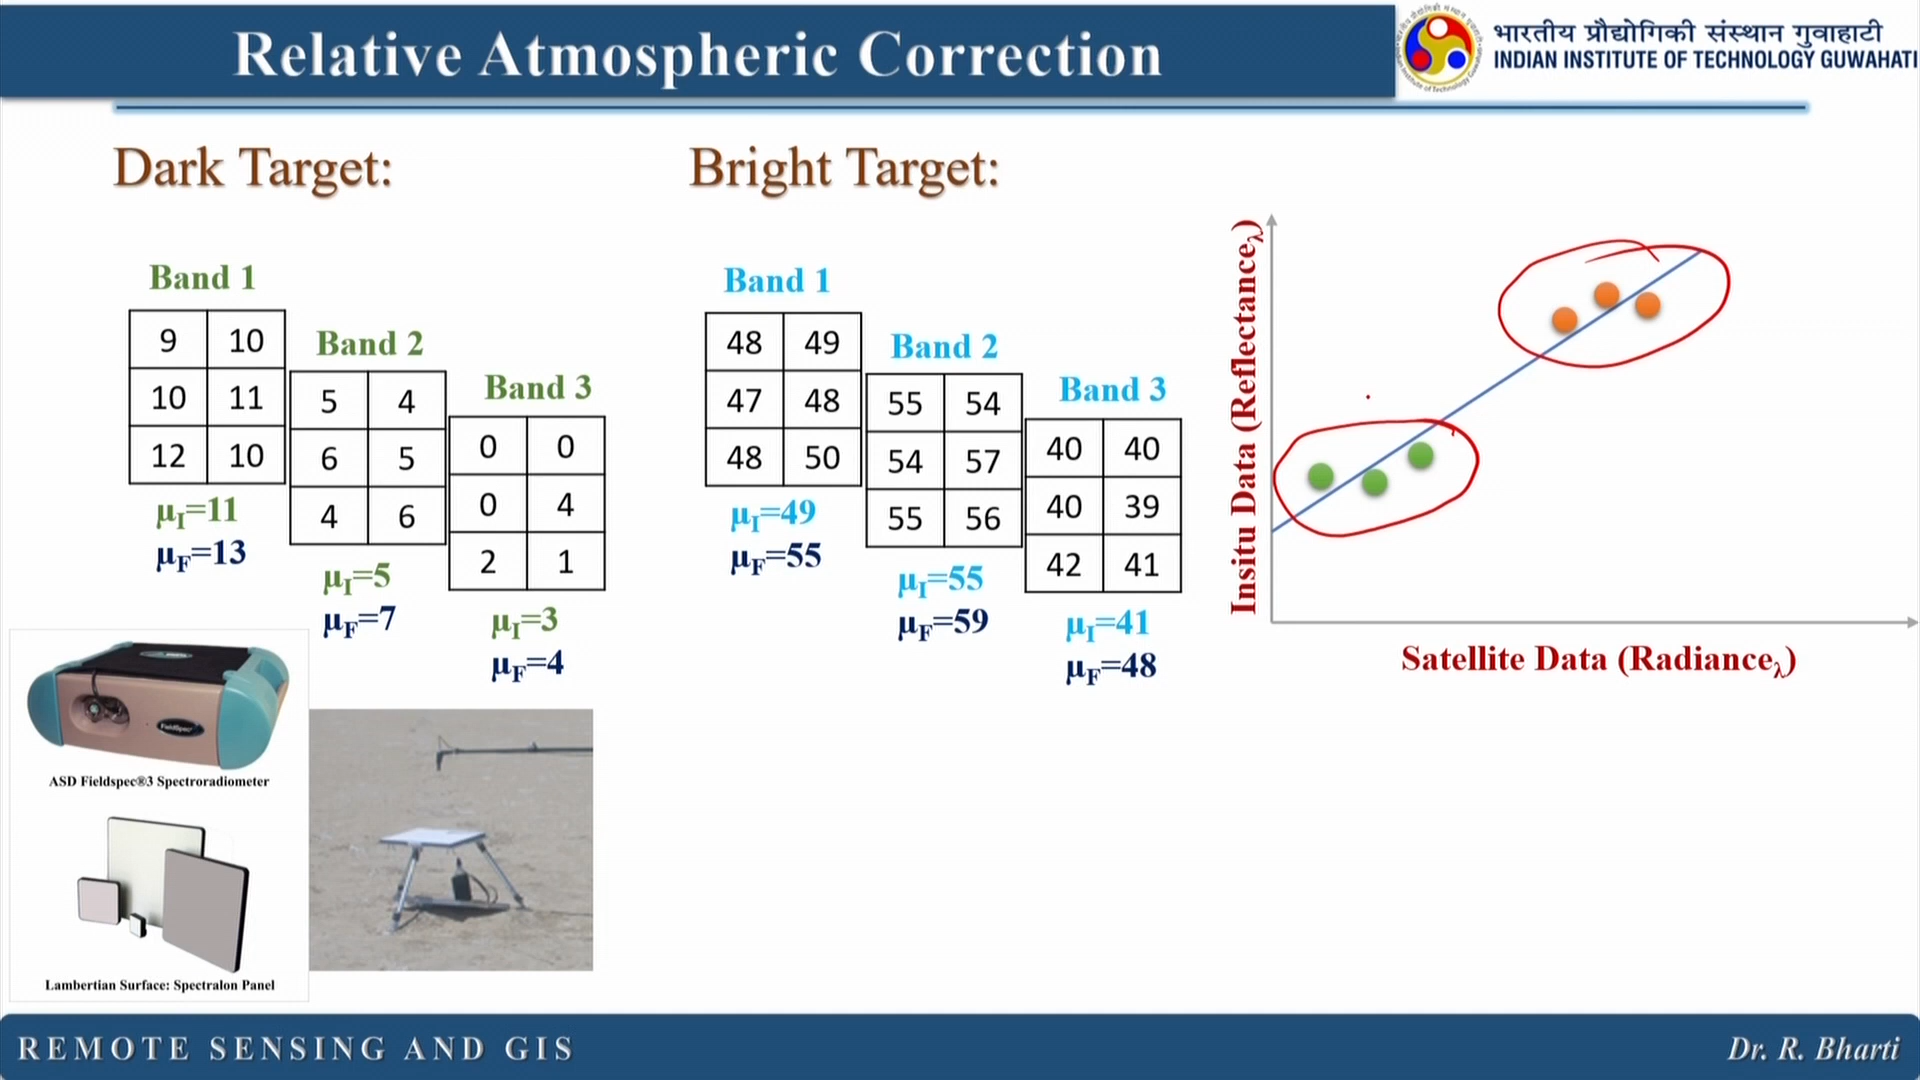 Relative Atmospheric Correction
भारतीय प्रौद्योगिकी संस्थान गुवाहाटी
INDIAN INSTITUTE OF TECHNOLOGY GUWAHATI
Dark Target:
Band 1
9 10
10 11
12 10
μI=11
μF=13
Band 2
5 4
6 5
4 6
μI=5
μF=7
Band 3
0 0
0 4
2 1
μI=3
μF=4
Bright Target:
Band 1
48 49
47 48
48 50
μI=49
μF=55
Band 2
55 54
54 57
55 56
μI=55
μF=59
Band 3
40 40
40 39
42 41
μI=41
μF=48
Insitu Data (Reflectanceλ)
Satellite Data (Radianceλ)
FieldSpec
ASD Fieldspec®3 Spectroradiometer
Lambertian Surface: Spectralon Panel
REMOTE SENSING AND GIS
Dr. R. Bharti